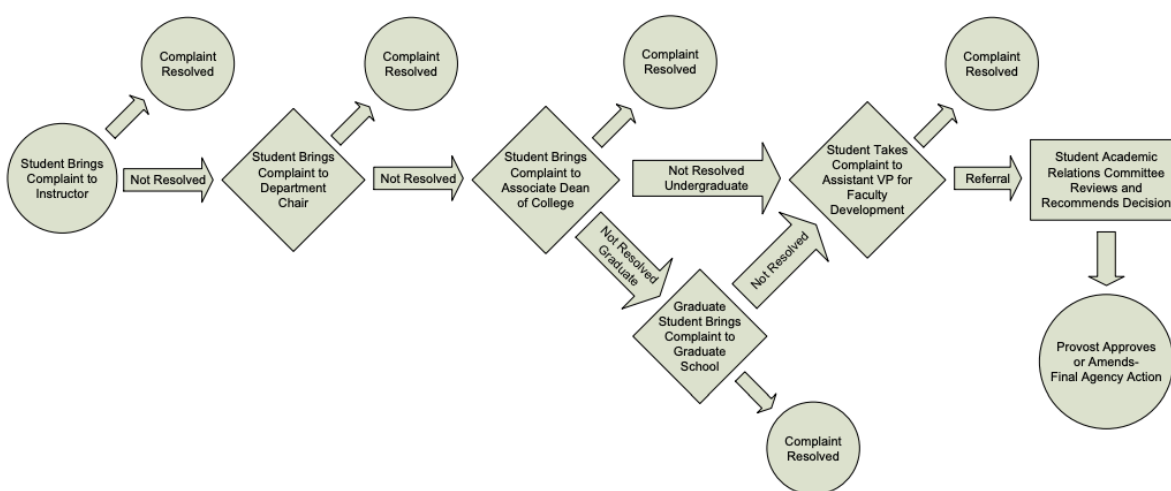 Complaint
Resolved
Complaint
Resolved
Complaint
Resolved
Complaint
Resolved
Student Brings
Complaint to
Instructor
Not Resolved
Student Brings
Complaint to
Department
Chair
Not Resolved
Student Brings
Complaint to
Associate Dean
of College
Not Resolved
Undergraduate
Student Takes
Complaint to
Assistant VP for
Faculty
Development
Referral
Student Academic
Relations Committee
Reviews and
Recommends Decision
Not Resolved
Graduate
Graduate
Student Brings
Complaint to
Graduate
School
Not Resolved
Complaint
Resolved
Provost Approves
or Amends-
Final Agency Action